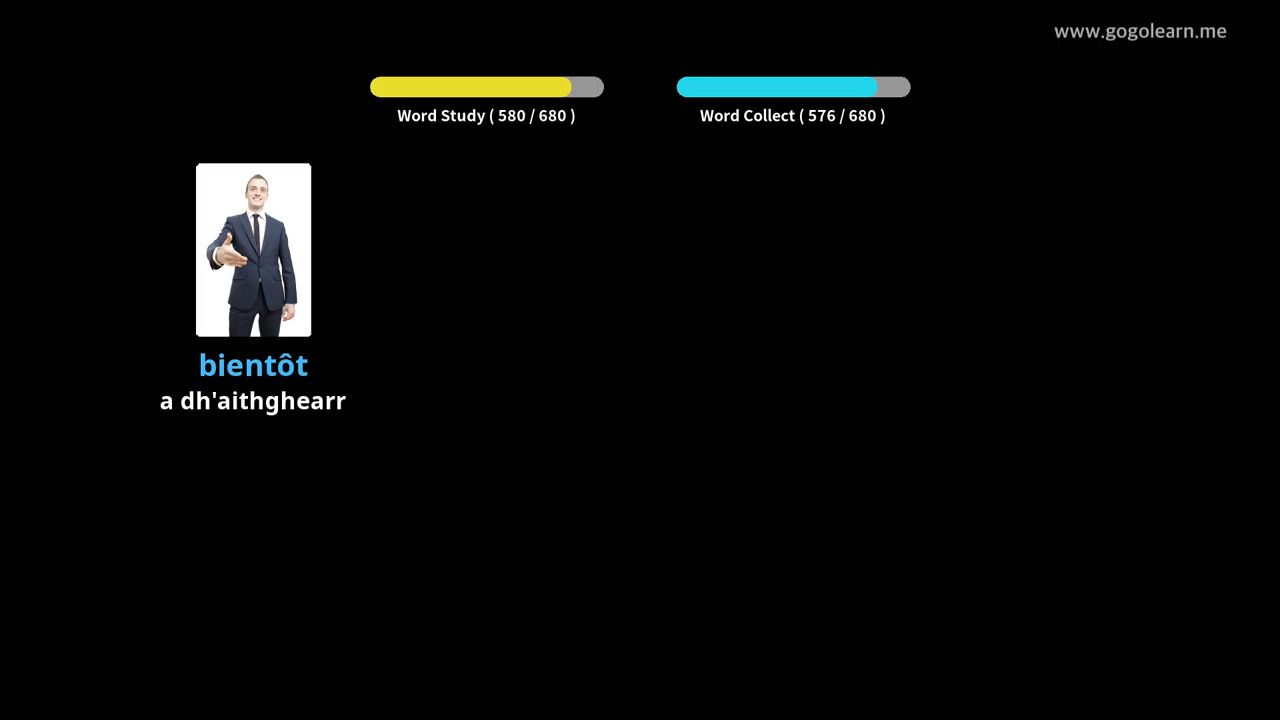 www.gogolearn.me
Word Study ( 580 / 680 )
Word Collect ( 576 / 680 )
bientôt
a dh'aithghearr